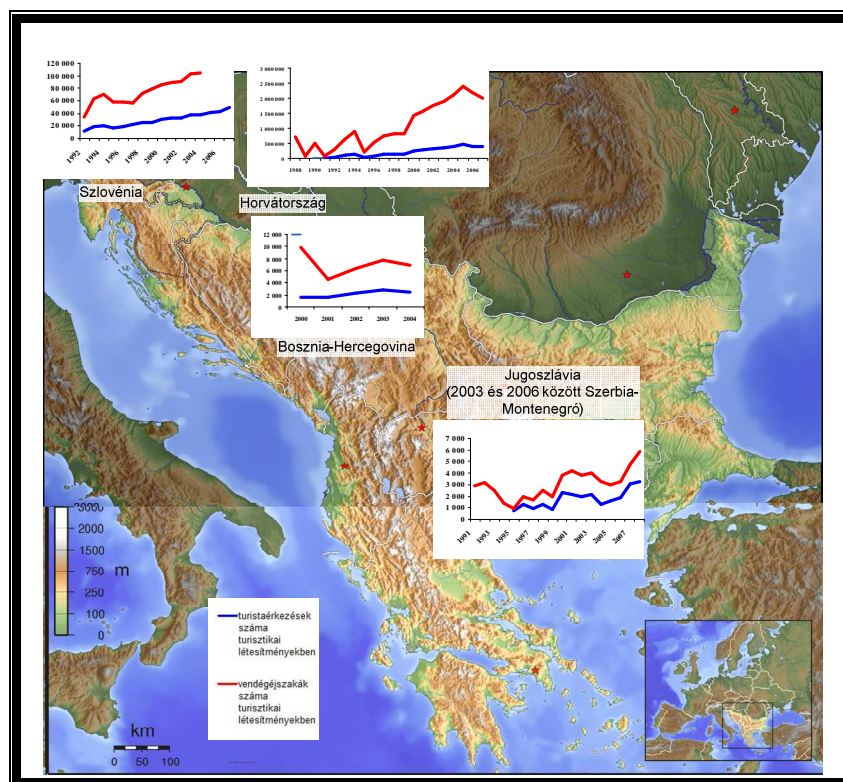 120 000
100 000
80 000
60 000
40 000
20 000
0
1992
1994
1996
1998
2000
2002
2004
2006
Szlovénia
3 000 000
2 500 000
2 000 000
1 500 000
1 000 000
500 000
0
1988
1990
1992
1994
1996
1998
2000
2002
2004
2006
Horvátország
12 000
10 000
8 000
6 000
4 000
2 000
0
2000
2001
2002
2003
2004
Bosznia-Hercegovina
Jugoszlávia
(2003 és 2006 között Szerbia-
Montenegró)
7 000
6 000
5 000
4 000
3 000
2 000
1 000
0
1991
1993
1995
1997
1999
2001
2003
2005
2007
2000
1500
750
250
100
0
m
turistaérkezések
száma
turisztikai
létesítményekben
vendégéjszakák
száma
turisztikai
létesítményekben
km
0 50 100